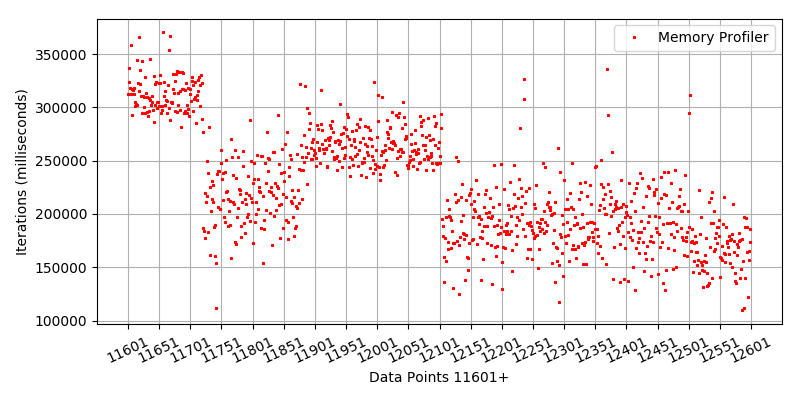 Memory Profiler
Iterations (milliseconds)
350000
300000
250000
200000
150000
100000
11601 11651 11701 11751 11801 11851 11901 11951 12001 12051 12101 12151 12201 12251 12301 12351 12401 12451 12501 12551 12601
Data Points 11601+